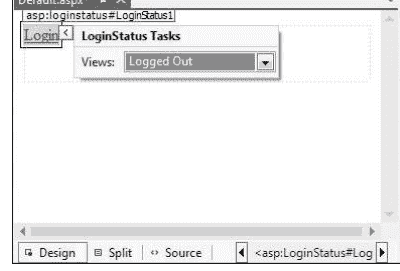 Default.aspx
asp:loginstatus#LoginStatus1
Login
LoginStatus Tasks
Views: Logged Out
Design Split Source <asp:LoginStatus#Log